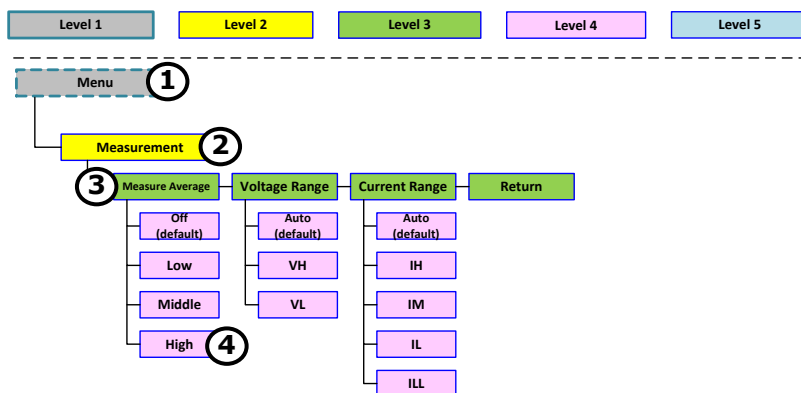 Level 1 Level 2 Level 3 Level 4 Level 5
Menu 1
Measurement 2
3 Measure Average Voltage Range Current Range Return
Off
(default)
Auto
(default)
Auto
(default)
Low VH IH
Middle VL IM
High 4 IL
ILL